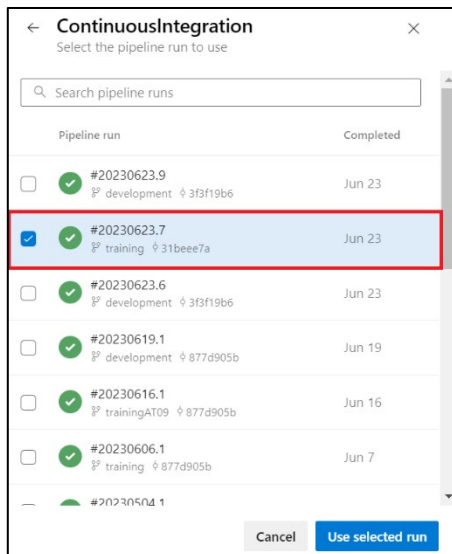 ContinuousIntegration
Select the pipeline run to use
Search pipeline runs
Pipeline run Completed
#20230623.9
development 3f3f19b6 Jun 23
#20230623.7
training 31beee7a Jun 23
#20230623.6
development 3f3f19b6 Jun 23
#20230619.1
development 877d905b Jun 19
#20230616.1
trainingAT09 877d905b Jun 16
#20230606.1
training 877d905b Jun 7
#20230504.1
Cancel Use selected run